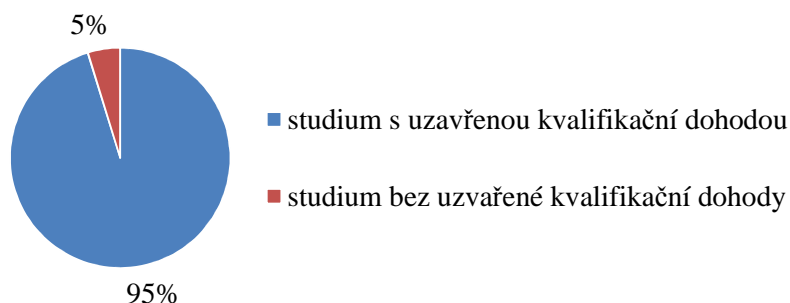 5%
studium s uzavřenou kvalifikační dohodou
studium bez uzvařené kvalifikační dohody
95%